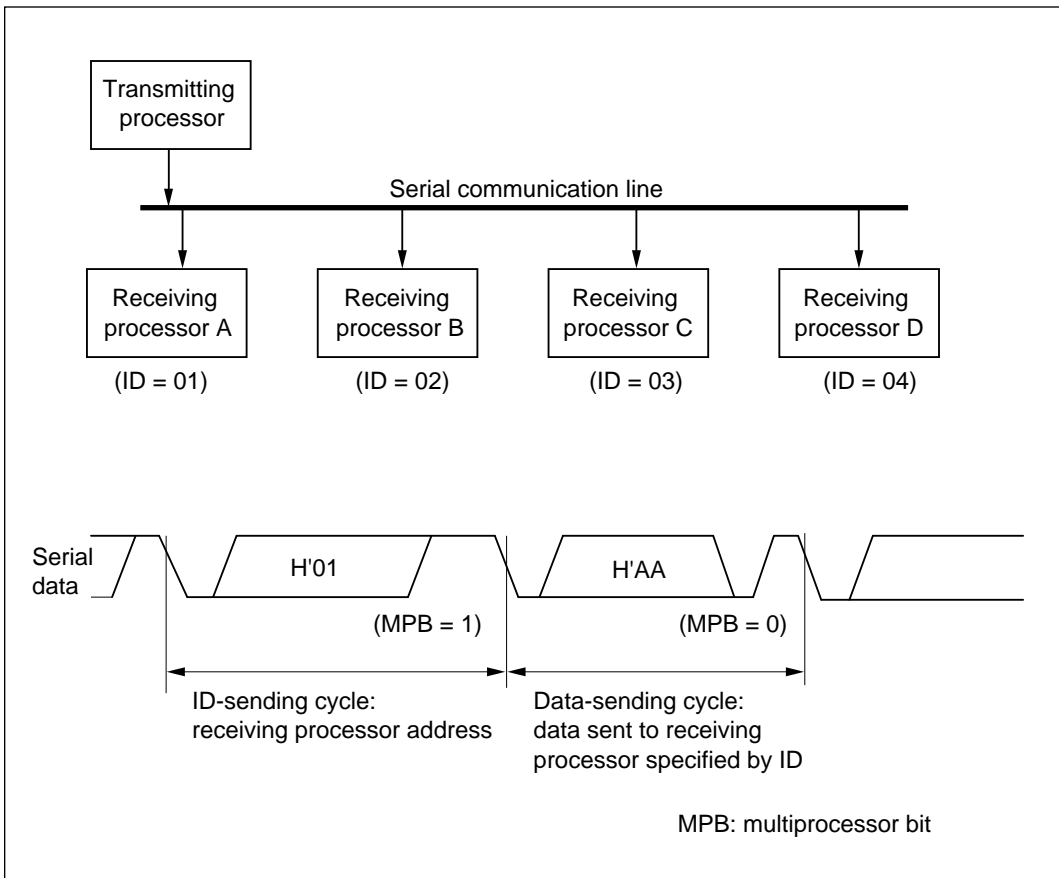 Transmitting
processor
Serial communication line
Receiving
processor A
Receiving
processor B
Receiving
processor C
Receiving
processor D
(ID = 01)
(ID = 02)
(ID = 03)
(ID = 04)
Serial
data
H'01
H'AA
(MPB = 1)
(MPB = 0)
ID-sending cycle:
receiving processor address
Data-sending cycle:
data sent to receiving
processor specified by ID
MPB: multiprocessor bit